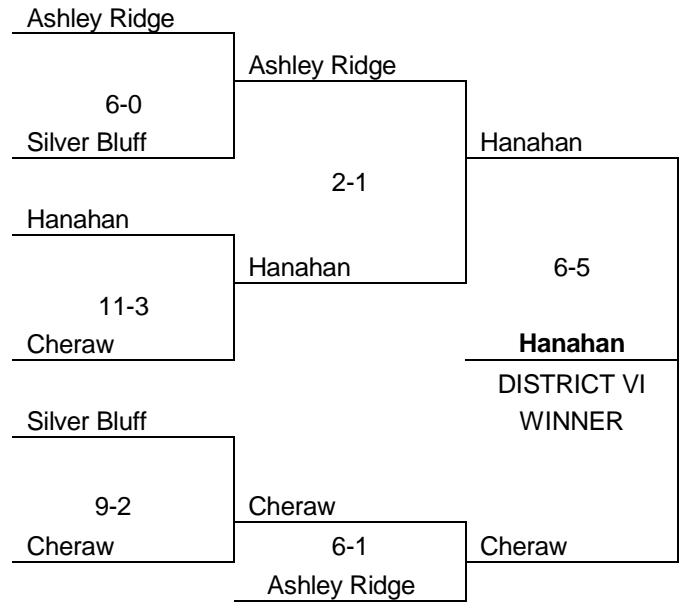 Ashley Ridge
Ashley Ridge
6-0
Silver Bluff
Hanahan
2-1
Hanahan
Hanahan
6-5
11-3
Cheraw
Hanahan
DISTRICT VI
Silver Bluff
WINNER
9-2
Cheraw
Cheraw
6-1
Cheraw
Ashley Ridge